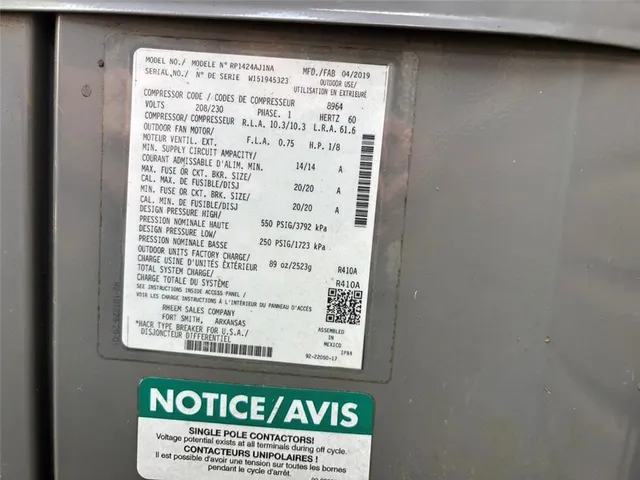 MODEL NO./ MODELE N° RP1424AJ1NA MFD./FAB 04/2019
SERIAL,NO./ N° DE SERIE W151945323 OUTDOOR USE/
UTILISATION EN EXTRIEURE
COMPRESSOR CODE / CODES DE COMPRESSEUR 8964
VOLTS 208/230 PHASE. 1 HERTZ 60
COMPRESSOR/ COMPRESSEUR R.L.A. 10.3/10.3 L.R.A. 61.6
OUTDOOR FAN MOTOR/
MOTEUR VENTIL. EXT. F.L.A. 0.75 H.P. 1/8
MIN. SUPPLY CIRCUIT AMPACITY/
COURANT ADMISSABLE D'ALIM. MIN. 14/14 A
MAX. FUSE OR CKT. BKR. SIZE/
CAL. MAX. DE FUSIBLE/DISJ 20/20 A
MIN. FUSE OR CKT. BRK. SIZE/
CAL. MIN. DE FUSIBLE/DISJ 20/20 A
DESIGN PRESSURE HIGH/
PRESSION NOMINALE HAUTE 550 PSIG/3792 kPa
DESIGN PRESSURE LOW/
PRESSION NOMINALE BASSE 250 PSIG/1723 kPa
OUTDOOR UNITS FACTORY CHARGE/
CHARGE USINE D'UNITÉS ÉXTÉRIEUR 89 oz/2523g R410A
TOTAL SYSTEM CHARGE/
CHARGE TOTALE DU SYSTÈME R410A
SEE INSTRUCTIONS INSIDE ACCESS PANEL /
VOIR LES INSTRUCTIONS CHARGE À L'INTÉRIEUR DU PANNEAU D'ACCÉS
RHEEM SALES COMPANY
FORT SMITH, ARKANSAS
ASSEMBLED
IN
MEXICO
*HACR TYPE BREAKER FOR U.S.A./
DISJONCTEUR DIFFERENTIEL
92-22090-17
NOTICE/AVIS
SINGLE POLE CONTACTORS!
Voltage potential exists at all terminals during off cycle.
CONTACTEURS UNIPOLAIRES !
Il est possible d'avoir une tension sur toutes les bornes
pendant le cycle d'arrêt.